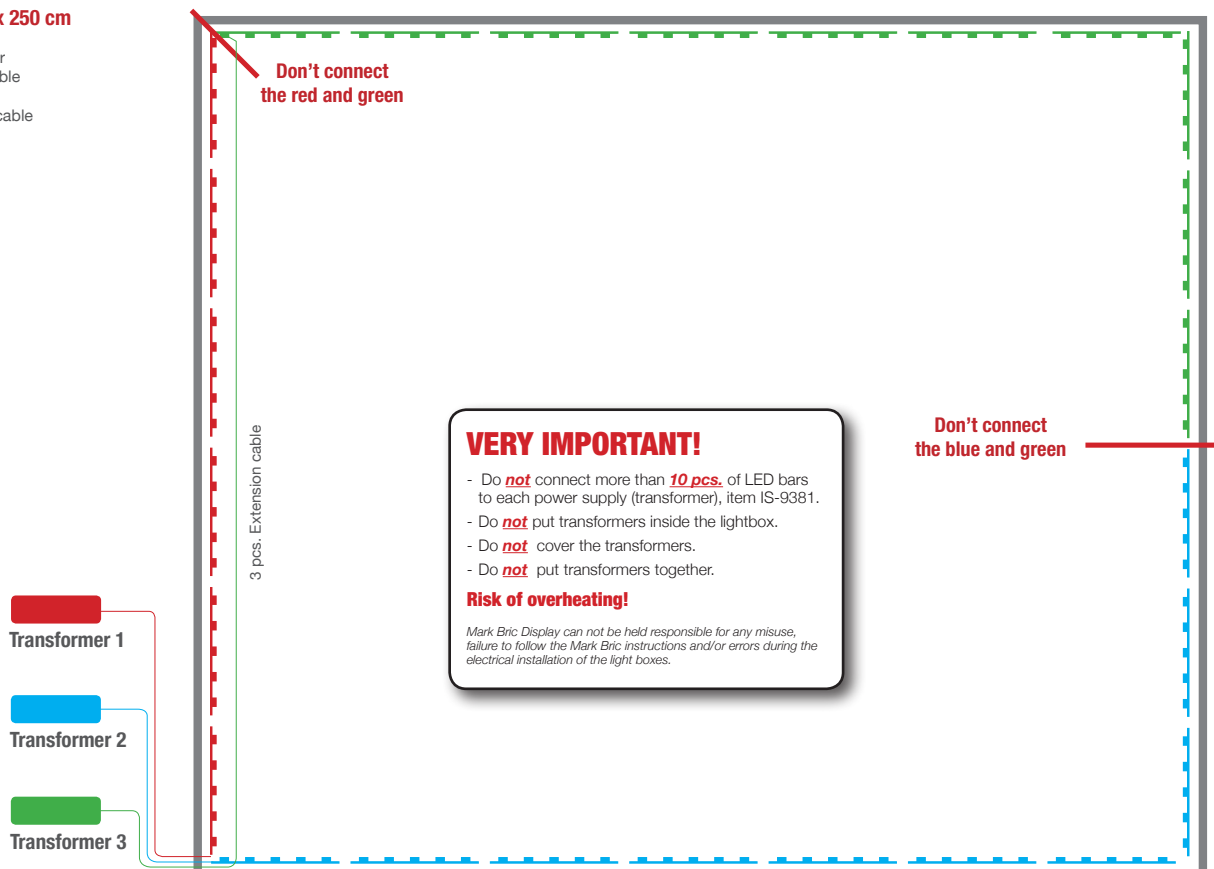 x 250 cm
r
ble
cable
Don't connect
the red and green
3 pcs. Extension cable
Don't connect
the blue and green
VERY IMPORTANT!
- Do not connect more than 10 pcs. of LED bars
to each power supply (transformer), item IS-9381.
- Do not put transformers inside the lightbox.
- Do not cover the transformers.
- Do not put transformers together.
Risk of overheating!
Mark Bric Display can not be held responsible for any misuse,
failure to follow the Mark Bric instructions and/or errors during the
electrical installation of the light boxes.
Transformer 1
Transformer 2
Transformer 3